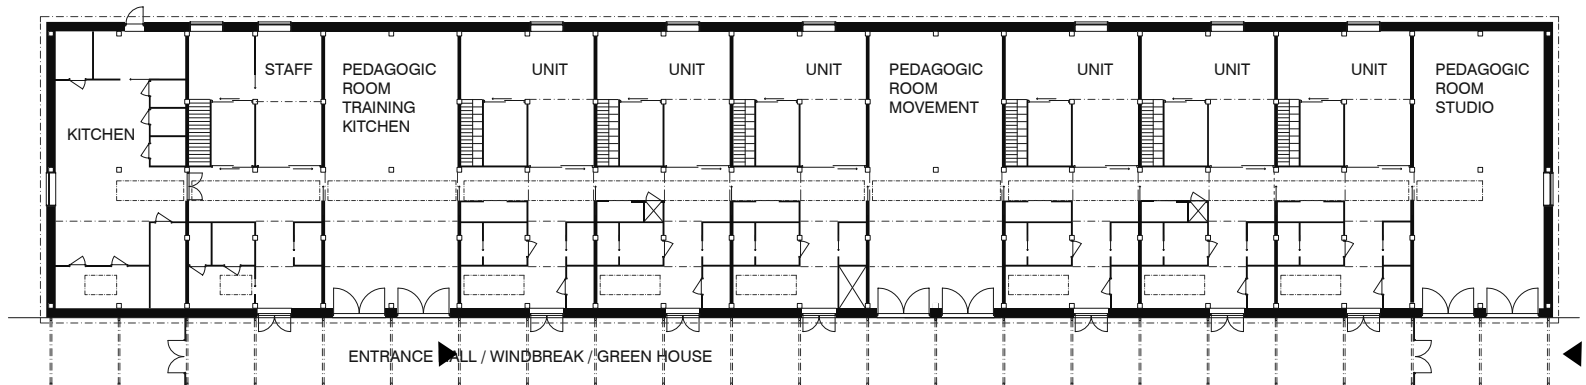 STAFF
PEDAGOGIC
ROOM
TRAINING
KITCHEN
UNIT
UNIT
UNIT
PEDAGOGIC
ROOM
MOVEMENT
UNIT
UNIT
UNIT
PEDAGOGIC
ROOM
STUDIO
KITCHEN
ENTRANCE HALL / WINDBREAK / GREEN HOUSE